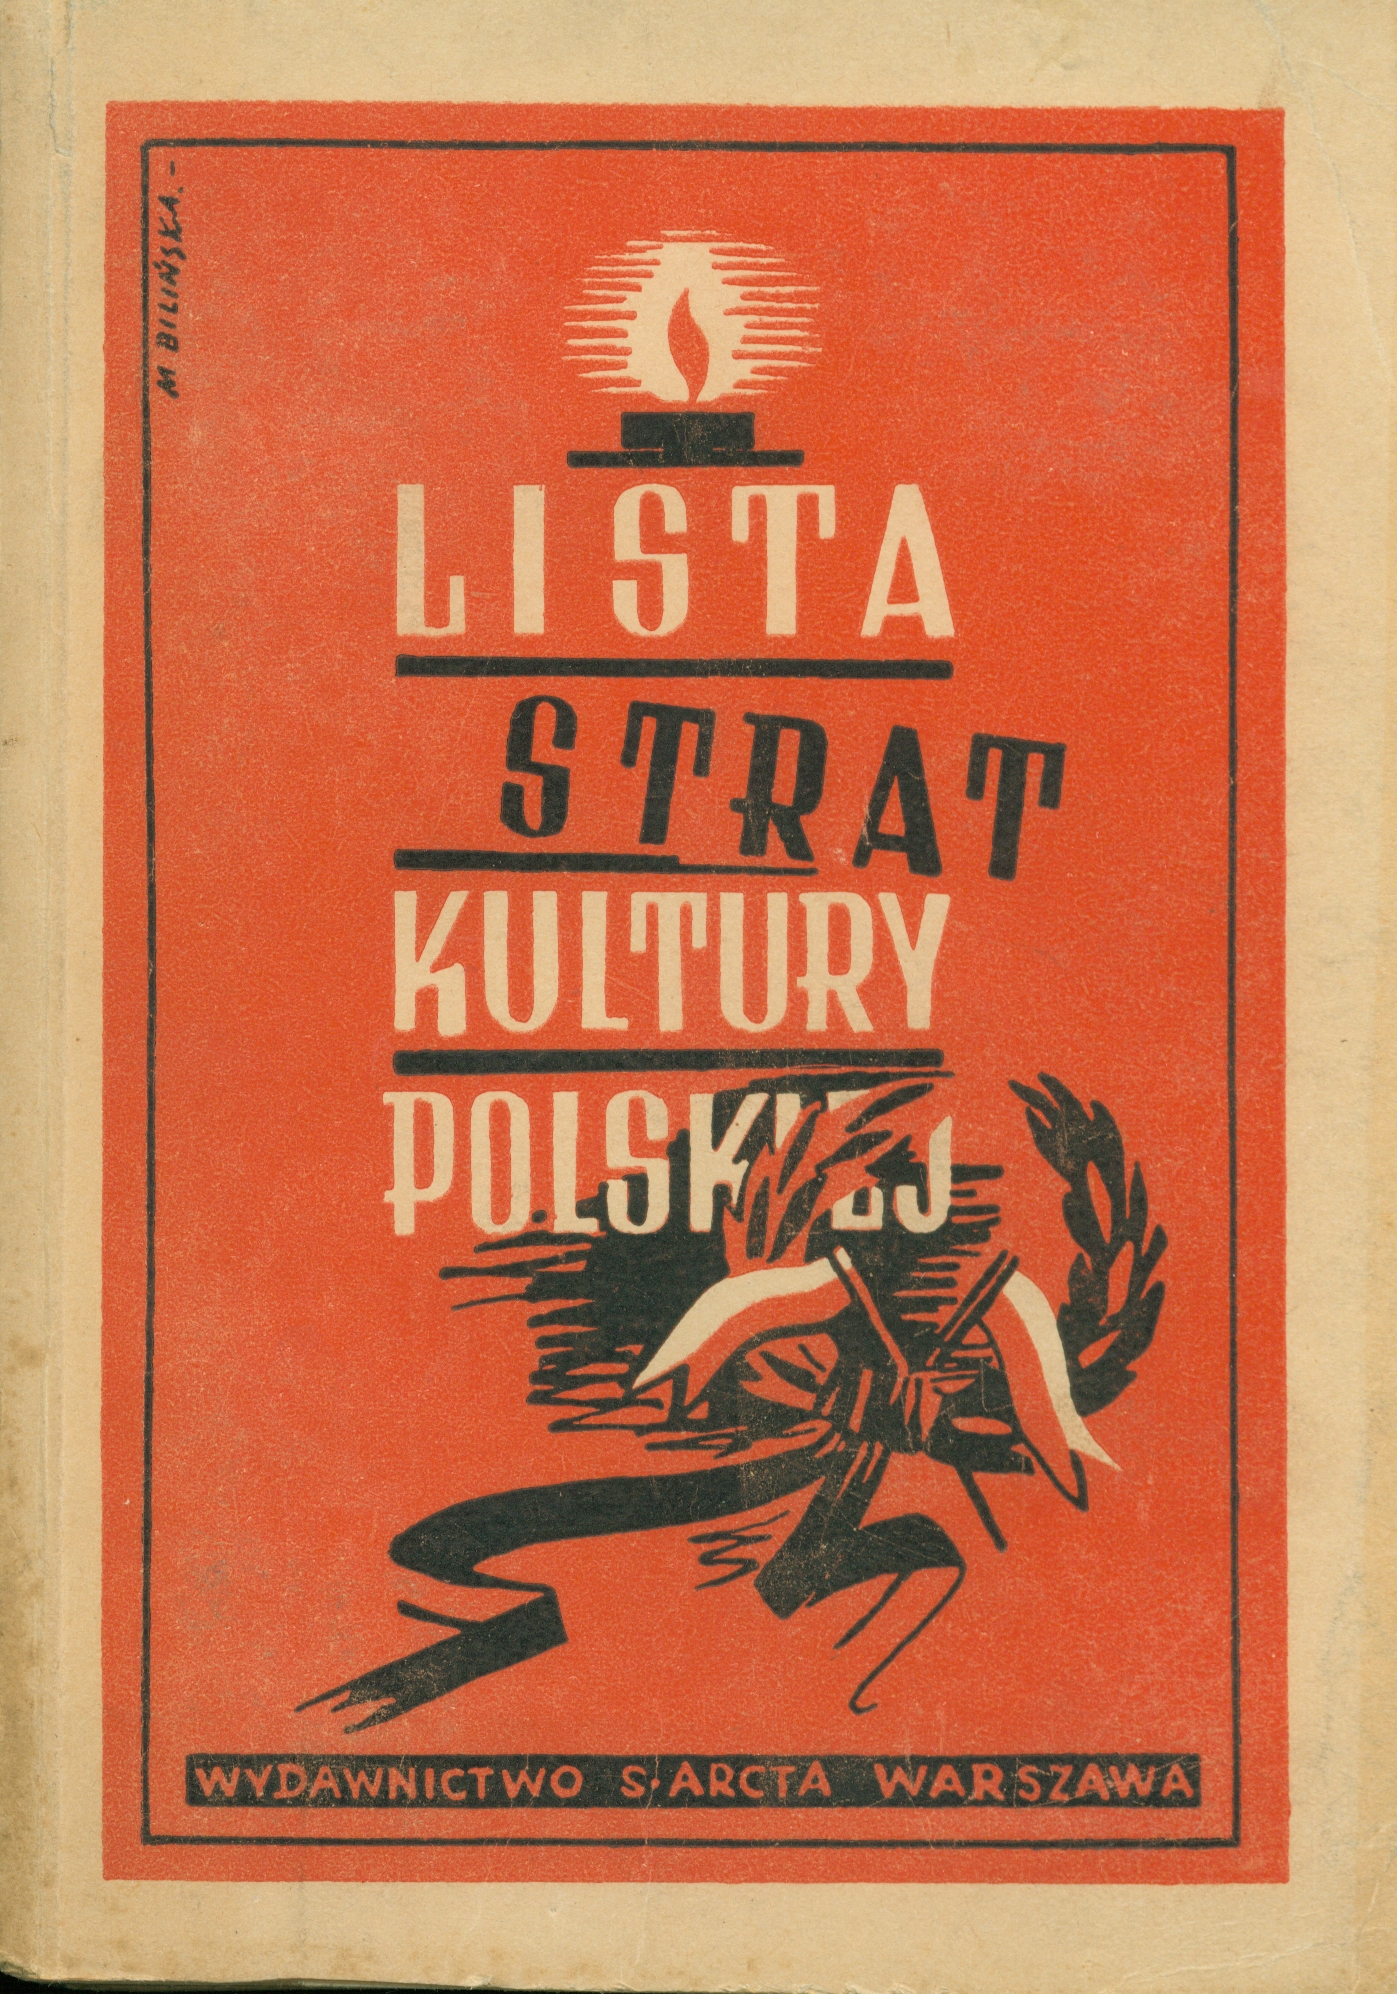 M BILIŃSKA.-
LISTA
STRAT
KULTURY
POLSKIEJ
WYDAWNICTWO S. ARCTA WARSZAWA